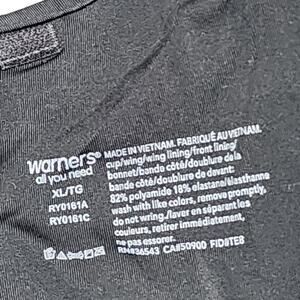 warners®
all you need
XL/TG
RY0161A
RY0161C
MADE IN VIETNAM. FABRIQUÉ AU VIETNAM.
cup/wing/wing lining/front lining/
bonnet/bande côté/doublure de la
bande côté/doublure de devant:
82% polyamide 18% elastane/élasthanne
wash with like colors, remove promptly,
do not wring./laver en séparant les
couleurs, retirer immédiatement,
ne pas essorer.
RN#36543 CA#50900 FID#TEB